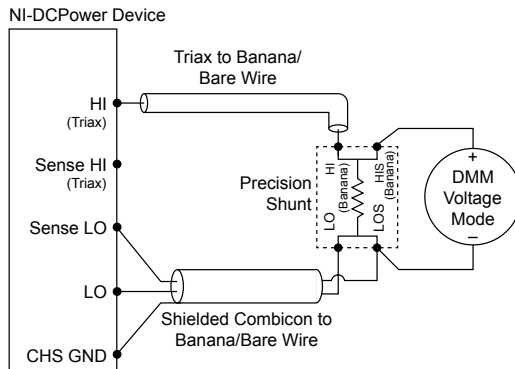 NI-DCPower Device
Triax to Banana/
Bare Wire
HI
(Triax)
Sense HI
(Triax)
Sense LO
LO
CHS GND
Precision
Shunt
HI
(Banana)
HIS
(Banana)
LO
LOS
+
DMM
Voltage
Mode
–
Shielded Combicon to
Banana/Bare Wire